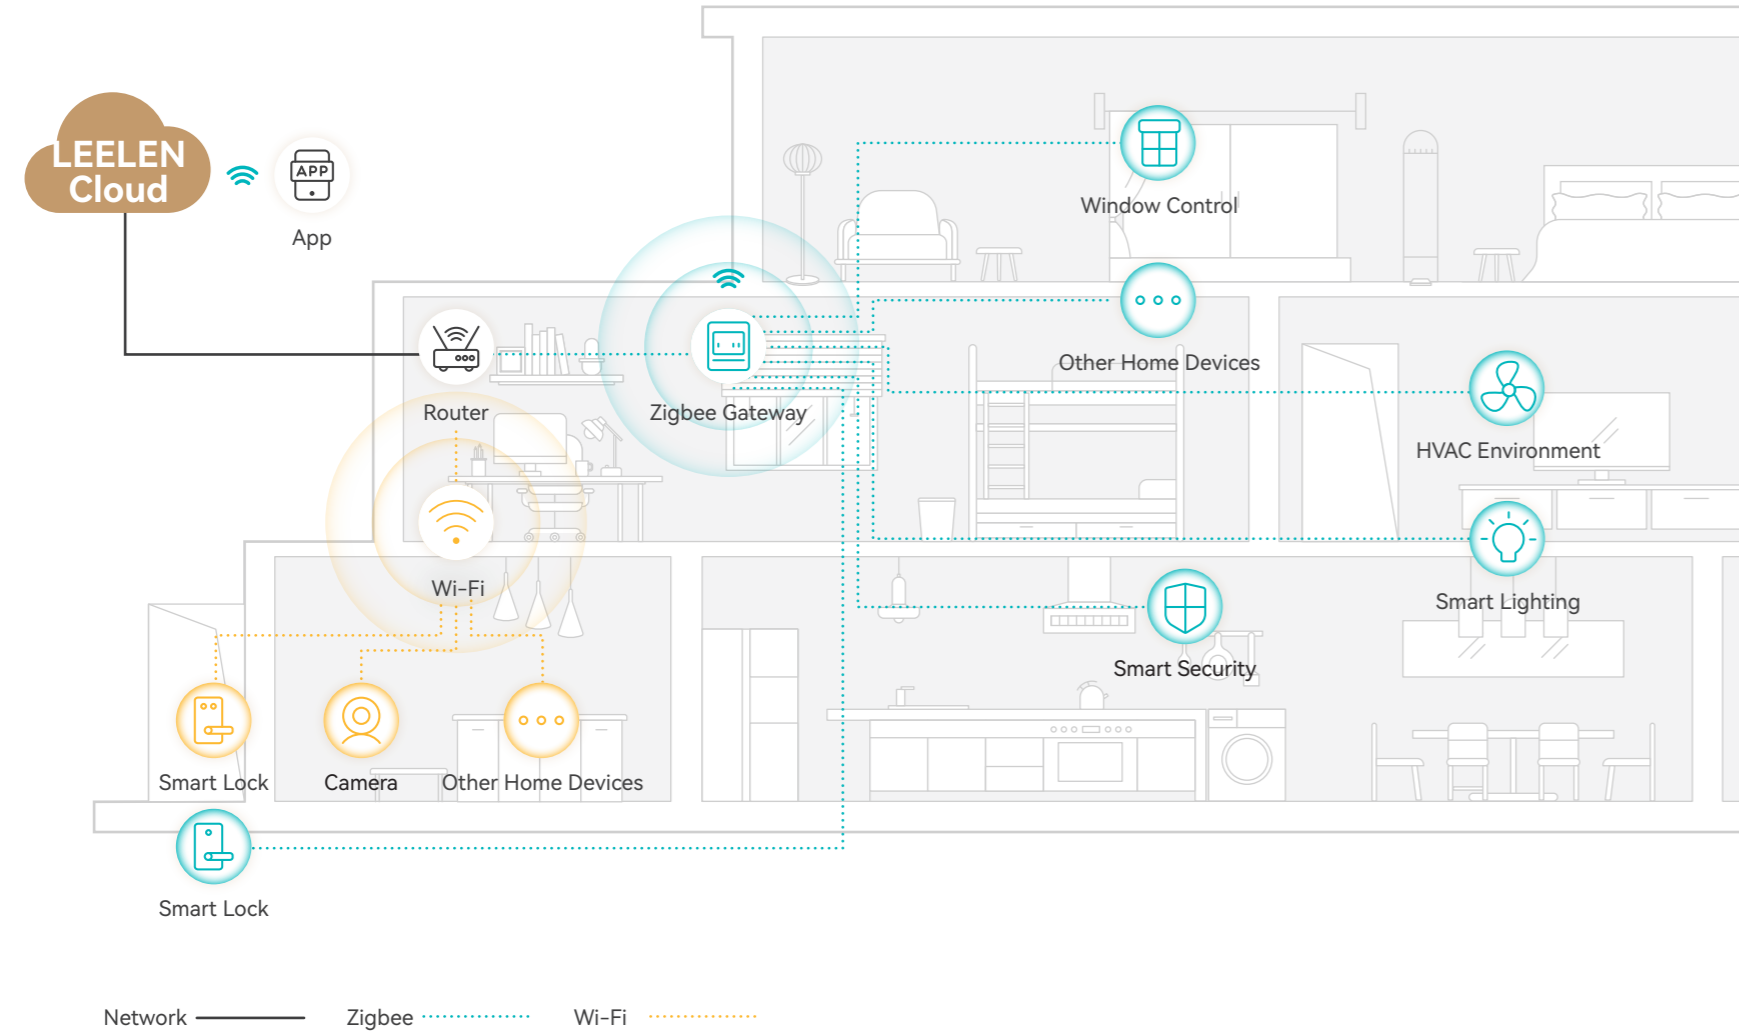 LEELEN
Cloud
APP
App
Window Control
Other Home Devices
Router
Zigbee Gateway
HVAC Environment
Wi-Fi
Smart Lighting
Smart Security
Smart Lock
Camera
Other Home Devices
Smart Lock
Network
Zigbee
Wi-Fi